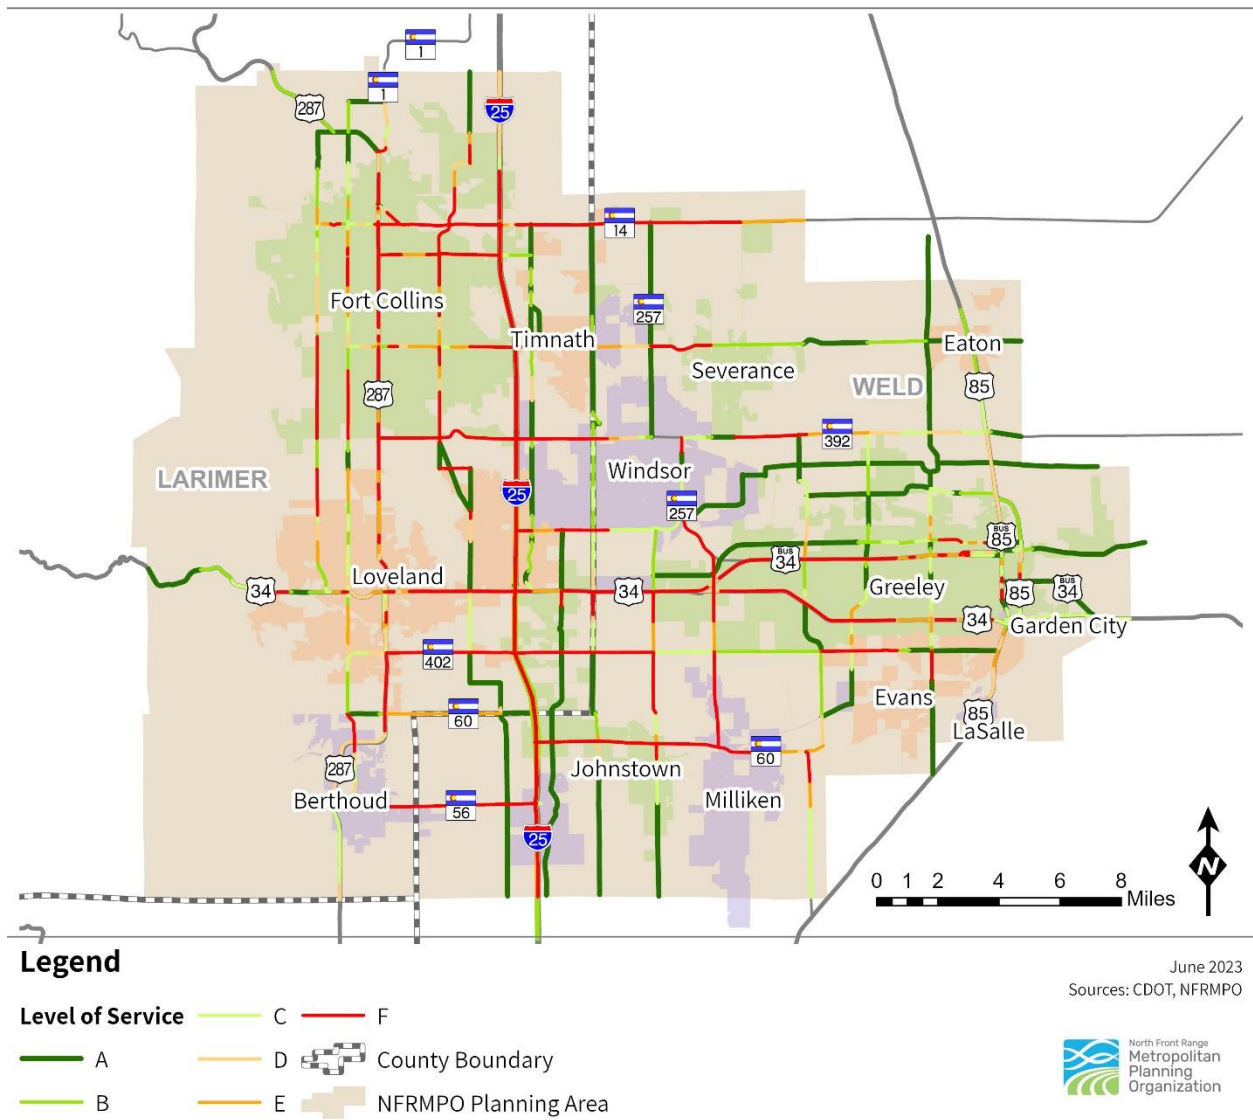 1
1
287
25
14
Fort Collins
257
Timnath
Eaton
Severance
287
WELD
85
392
LARIMER
Windsor
25
257
BUS
85
BUS
34
Loveland
34
34
Greeley
85
BUS
34
34
Garden City
402
Evans
60
85
LaSalle
60
287
Johnstown
Berthoud
56
Milliken
25
N
0 1 2 4 6 8
Miles
Legend
June 2023
Sources: CDOT, NFRMPO
Level of Service
C
F
A
D
County Boundary
B
E
NFRMPO Planning Area
North Front Range
Metropolitan
Planning
Organization